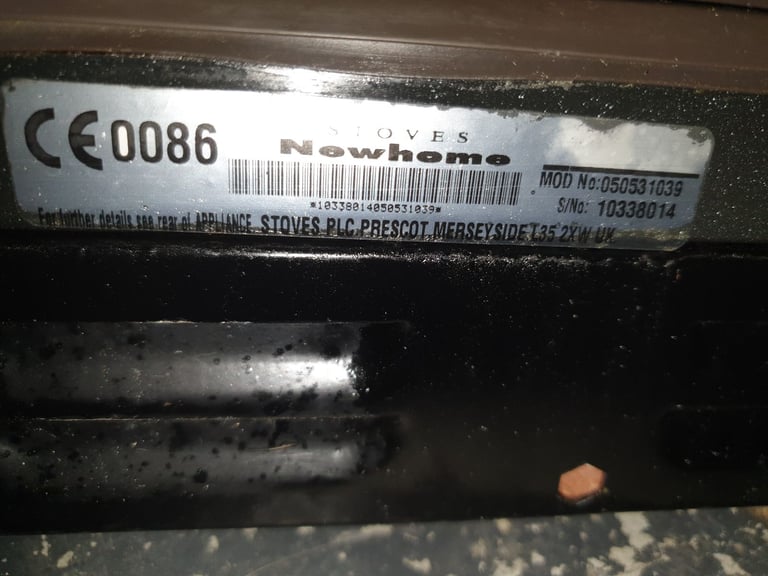 CE 0086
STOVES
Newhome
MOD No:050531039
*10338014050531039*
S/No: 10338014
For further details see rear of APPLIANCE. STOVES PLC, PRESCOT, MERSEYSIDE L35 2XW UK